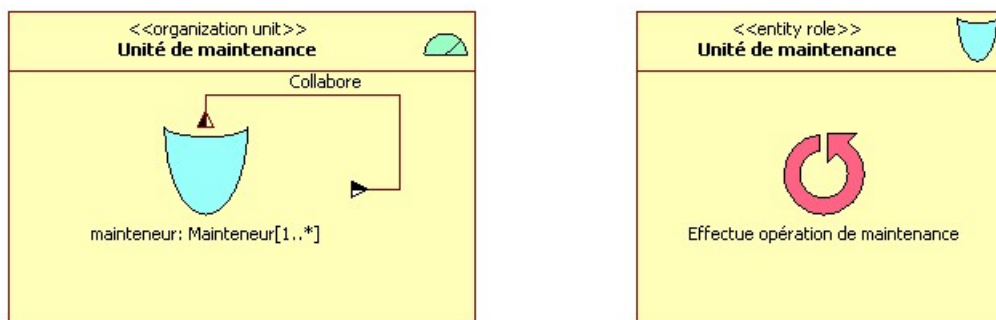 <<organization unit>>
Unité de maintenance
Collabore
mainteneur: Mainteneur[1..*]
<<entity role>>
Unité de maintenance
Effectue opération de maintenance